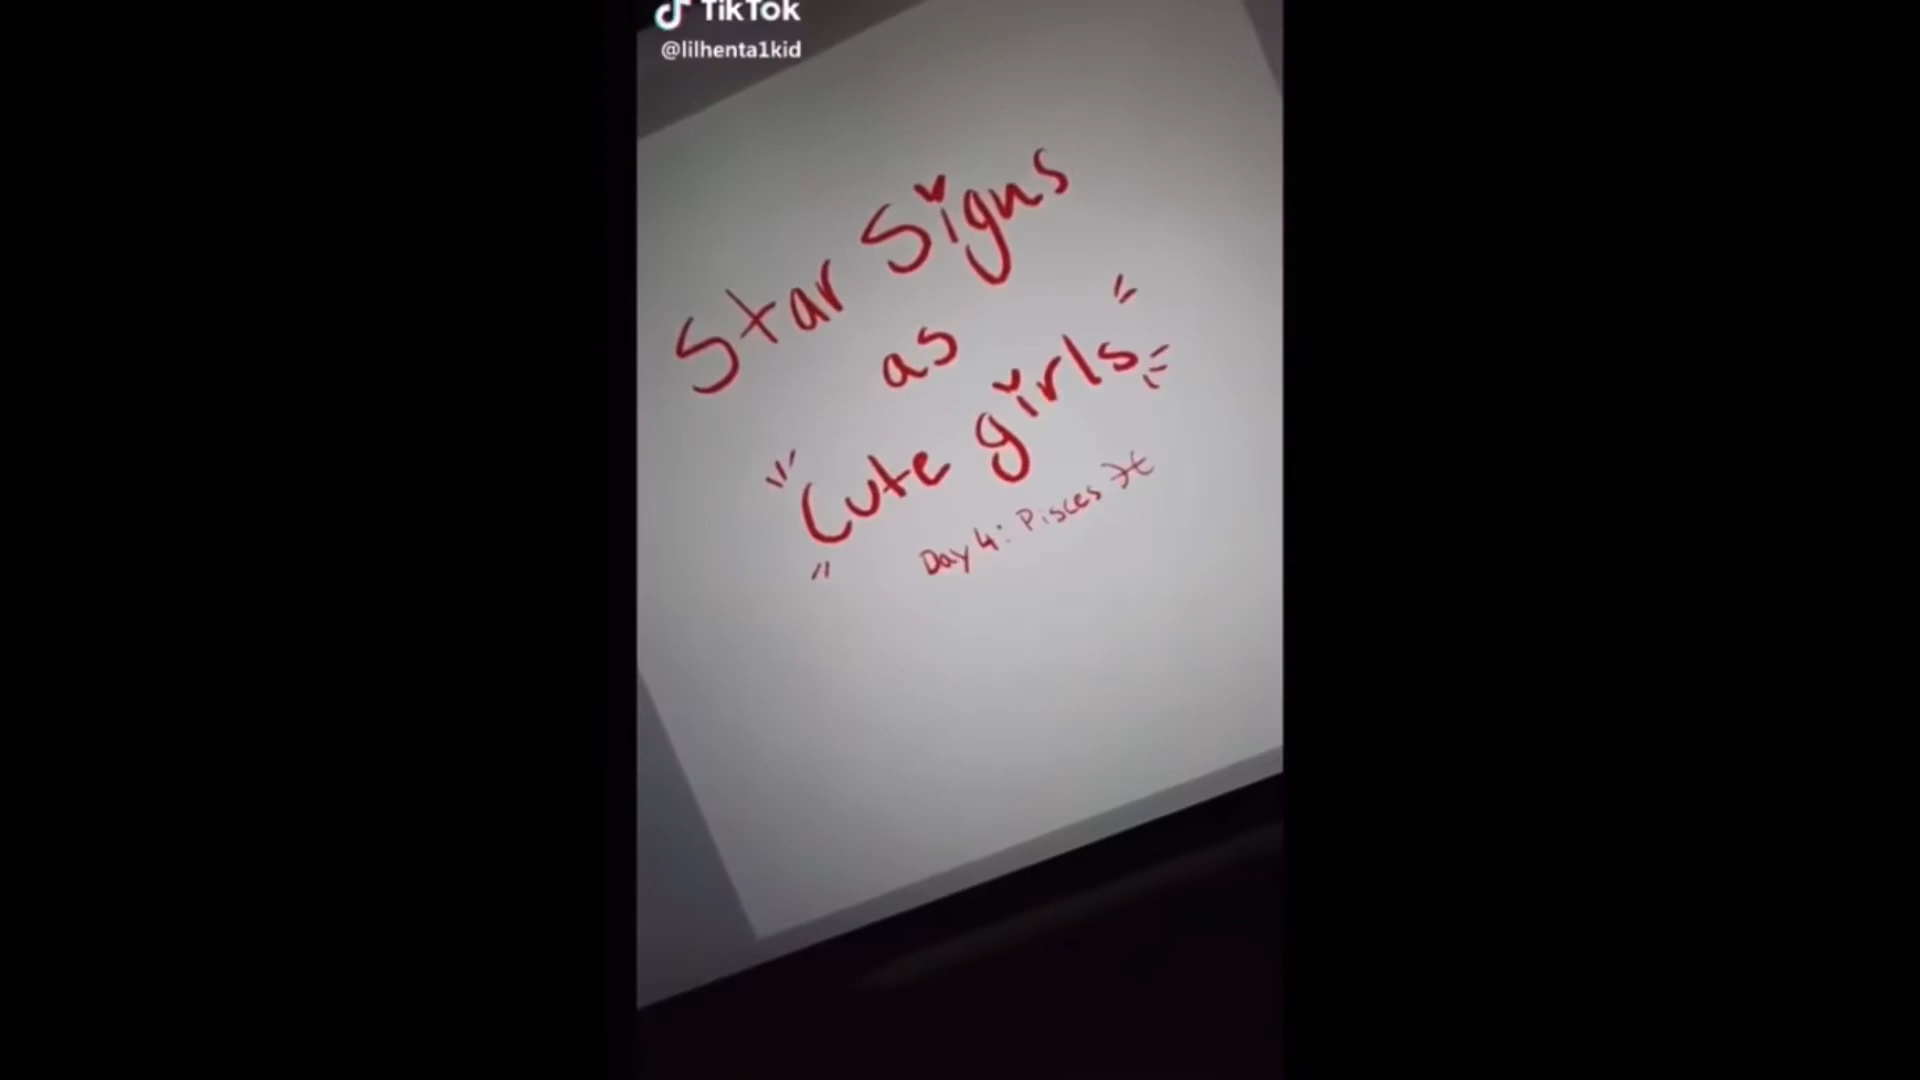 TikTok
@lilhenta1kid
Star Signs
as
"Cute girls"
Day 4: Pisces ♓